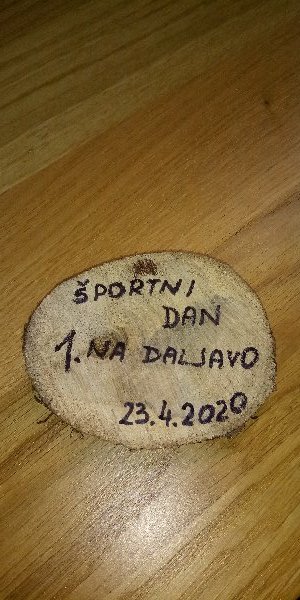 ŠPORTNI
DAN
1. NA DALJAVO
23.4.2020